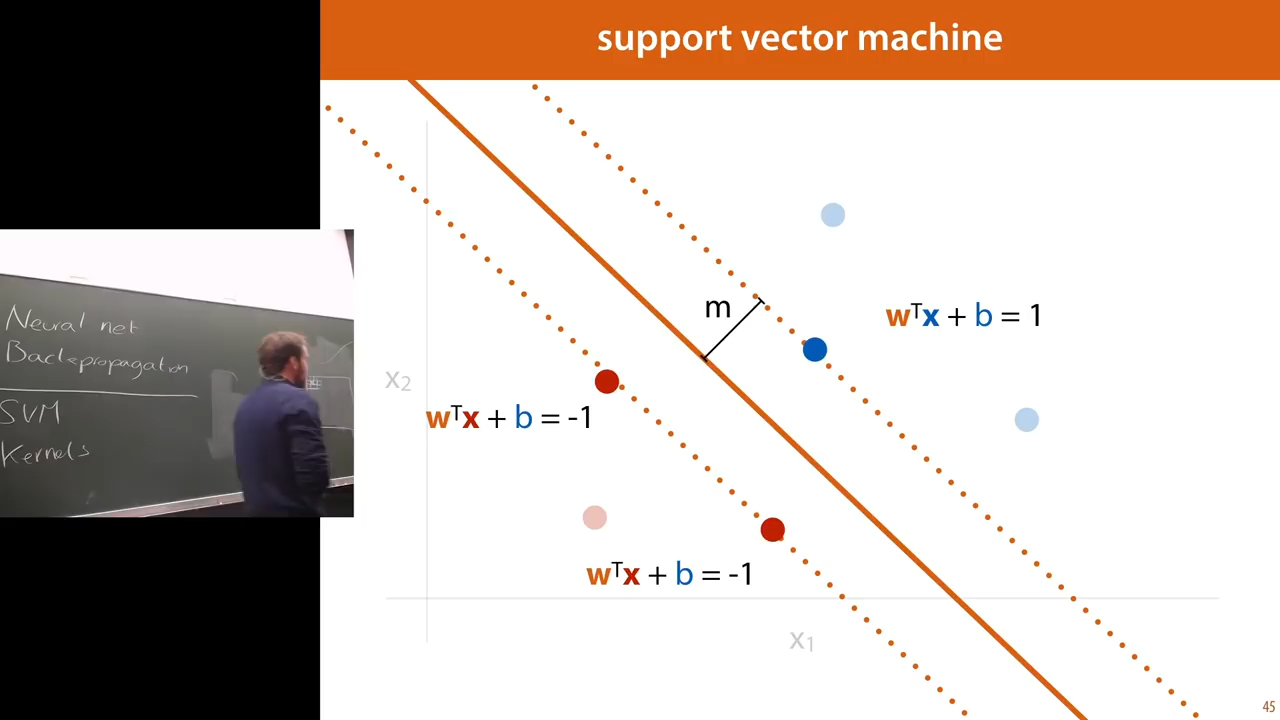 support vector machine
Neural net
Backpropagation
SVM
Kernels
m
wᵀx + b = 1
x₂
wᵀx + b = -1
wᵀx + b = -1
x₁
45